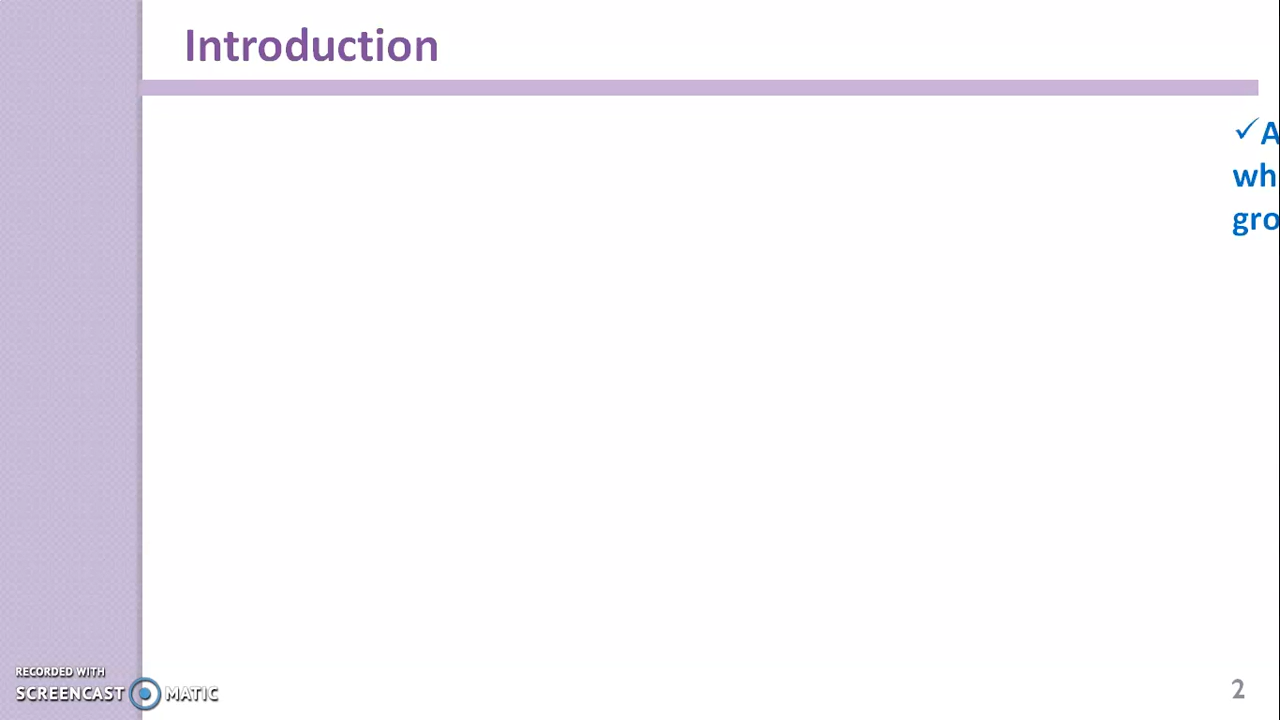 Introduction
✓ A
wh
gro
RECORDED WITH
SCREENCAST MATIC
2